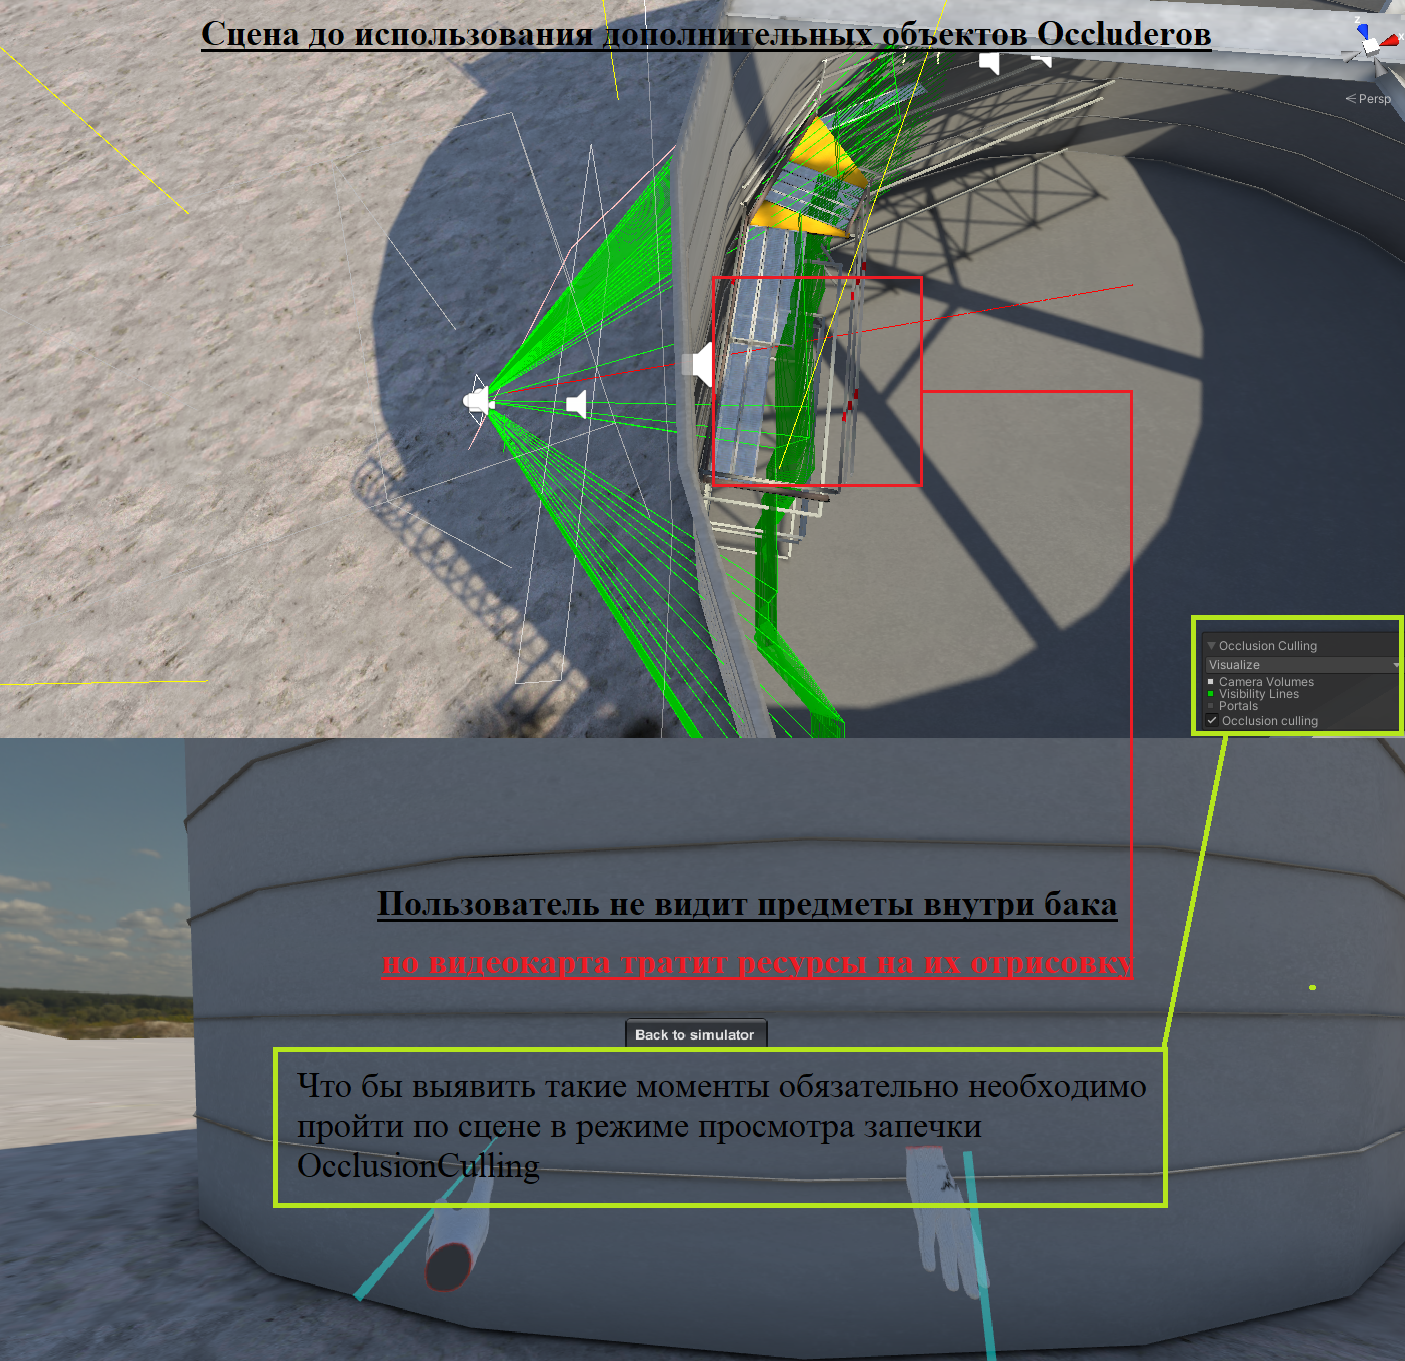 Сцена до использования дополнительных объектов Occluderов
z
x
Persp
Occlusion Culling
Visualize
Camera Volumes
Visibility Lines
Portals
Occlusion culling
Пользователь не видит предметы внутри бака
но видеокарта тратит ресурсы на их отрисовку
Back to simulator
Что бы выявить такие моменты обязательно необходимо
пройти по сцене в режиме просмотра запечки
OcclusionCulling